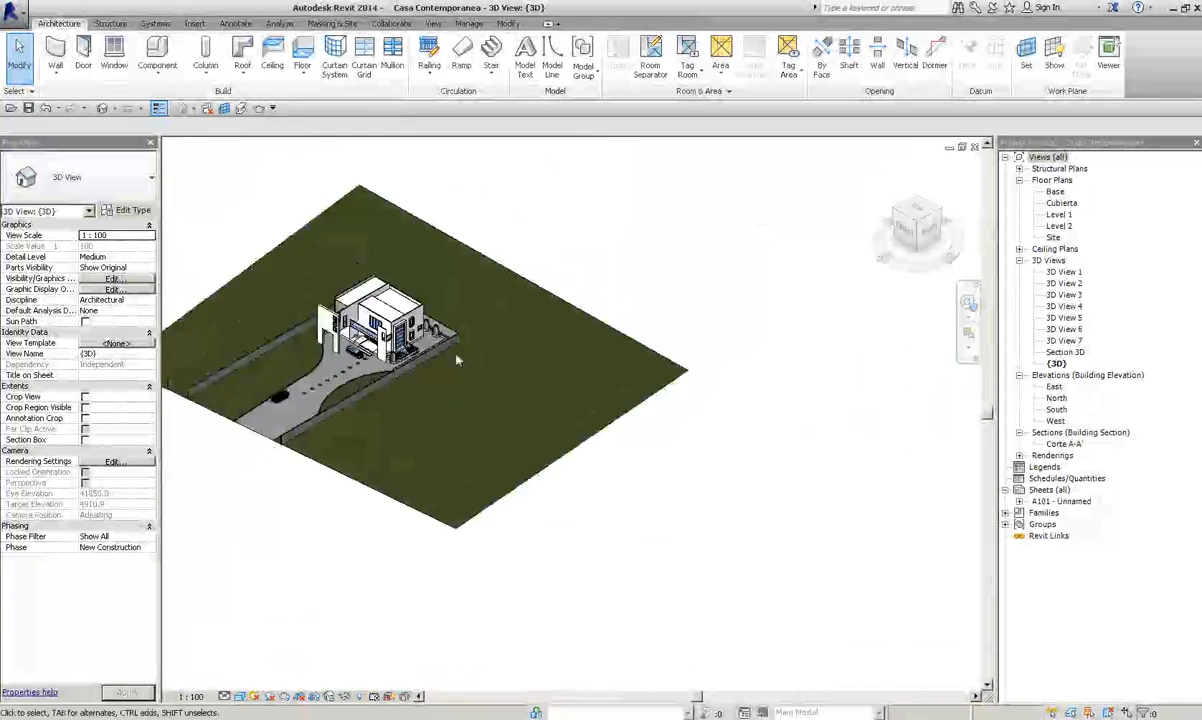 Autodesk Revit 2014 - Casa Contemporanea - 3D View: {3D}
Type a keyword or phrase
Sign In
Architecture Structure Systems Insert Annotate Analyze Massing & Site Collaborate View Manage Modify
Modify Wall Door Window Component Column Roof Ceiling Floor Curtain System Curtain Grid Mullion Railing Ramp Stair Model Text Model Line Model Group Room Separator Tag Room Area Tag Area By Face Shaft Wall Vertical Dormer Set Show Viewer
Select Build Circulation Model Room & Area Opening Datum Work Plane
3D View
3D View: {3D} Edit Type
Graphics
View Scale 1 : 100
Scale Value 1 100
Detail Level Medium
Parts Visibility Show Original
Visibility/Graphics ... Edit...
Graphic Display O... Edit...
Discipline Architectural
Default Analysis D... None
Sun Path
Identity Data
View Template <None>
View Name {3D}
Dependency Independent
Title on Sheet
Extents
Crop View
Crop Region Visible
Annotation Crop
Far Clip Active
Section Box
Camera
Rendering Settings Edit...
Locked Orientation
Perspective
Eye Elevation 41850.0
Target Elevation 4910.9
Camera Position Adjusting
Phasing
Phase Filter Show All
Phase New Construction
Properties help Apply
Views (all)
Structural Plans
Floor Plans
Base
Cubierta
Level 1
Level 2
Site
Ceiling Plans
3D Views
3D View 1
3D View 2
3D View 3
3D View 4
3D View 5
3D View 6
3D View 7
Section 3D
{3D}
Elevations (Building Elevation)
East
North
South
West
Sections (Building Section)
Corte A-A'
Renderings
Legends
Schedules/Quantities
Sheets (all)
A101 - Unnamed
Families
Groups
Revit Links
1 : 100
Click to select, TAB for alternates, CTRL adds, SHIFT unselects.
:0
Main Model
:0